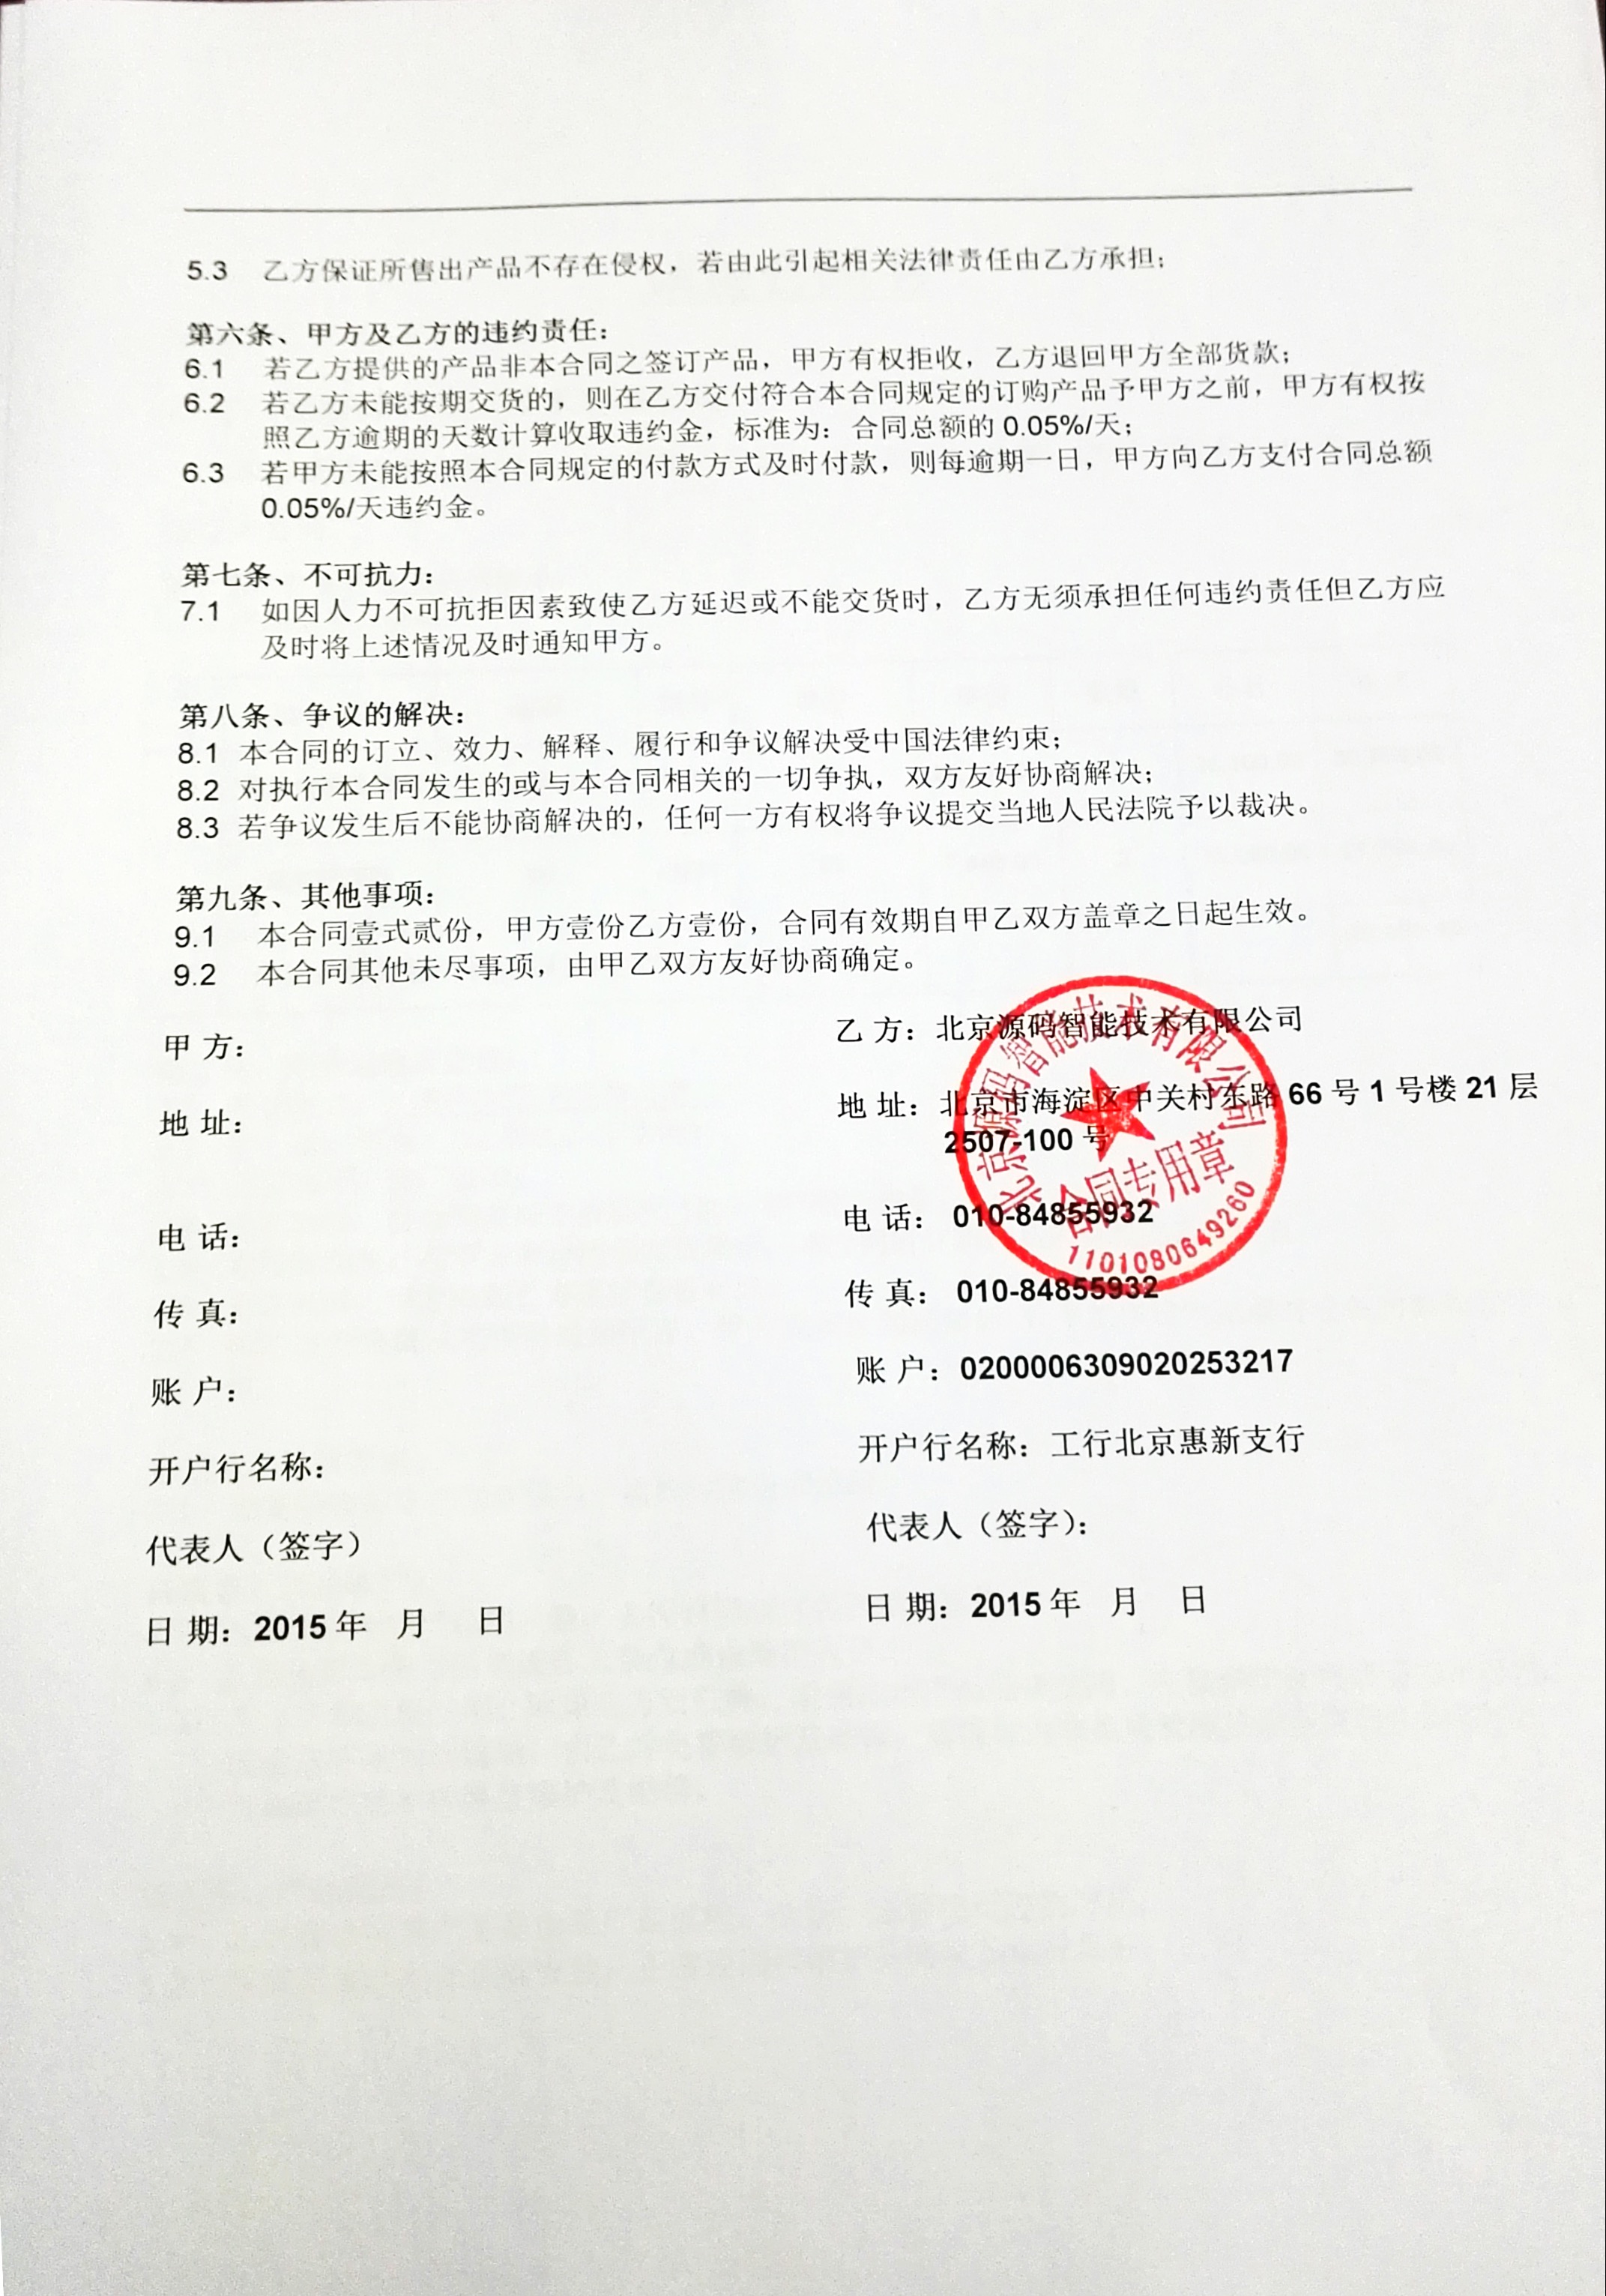 5.3 乙方保证所售出产品不存在侵权，若由此引起相关法律责任由乙方承担；
第六条、甲方及乙方的违约责任：
6.1 若乙方提供的产品非本合同之签订产品，甲方有权拒收，乙方退回甲方全部货款；
6.2 若乙方未能按期交货的，则在乙方交付符合本合同规定的订购产品予甲方之前，甲方有权按
照乙方逾期的天数计算收取违约金，标准为：合同总额的 0.05%/天；
6.3 若甲方未能按照本合同规定的付款方式及时付款，则每逾期一日，甲方向乙方支付合同总额
0.05%/天违约金。
第七条、不可抗力：
7.1 如因人力不可抗拒因素致使乙方延迟或不能交货时，乙方无须承担任何违约责任但乙方应
及时将上述情况及时通知甲方。
第八条、争议的解决：
8.1 本合同的订立、效力、解释、履行和争议解决受中国法律约束；
8.2 对执行本合同发生的或与本合同相关的一切争执，双方友好协商解决；
8.3 若争议发生后不能协商解决的，任何一方有权将争议提交当地人民法院予以裁决。
第九条、其他事项：
9.1 本合同壹式贰份，甲方壹份乙方壹份，合同有效期自甲乙双方盖章之日起生效。
9.2 本合同其他未尽事项，由甲乙双方友好协商确定。
甲 方：
地 址：
电 话：
传 真：
账 户：
开户行名称：
代表人（签字）
日 期：2015 年 月 日
乙 方：北京源码智能技术有限公司
地 址：北京市海淀区中关村东路 66 号 1 号楼 21 层
2507-100 号
电 话： 010-84855932
传 真： 010-84855932
账 户：0200006309020253217
开户行名称：工行北京惠新支行
代表人（签字）：
日 期：2015 年 月 日
北京源码智能技术有限公司
合同专用章
1101080649260